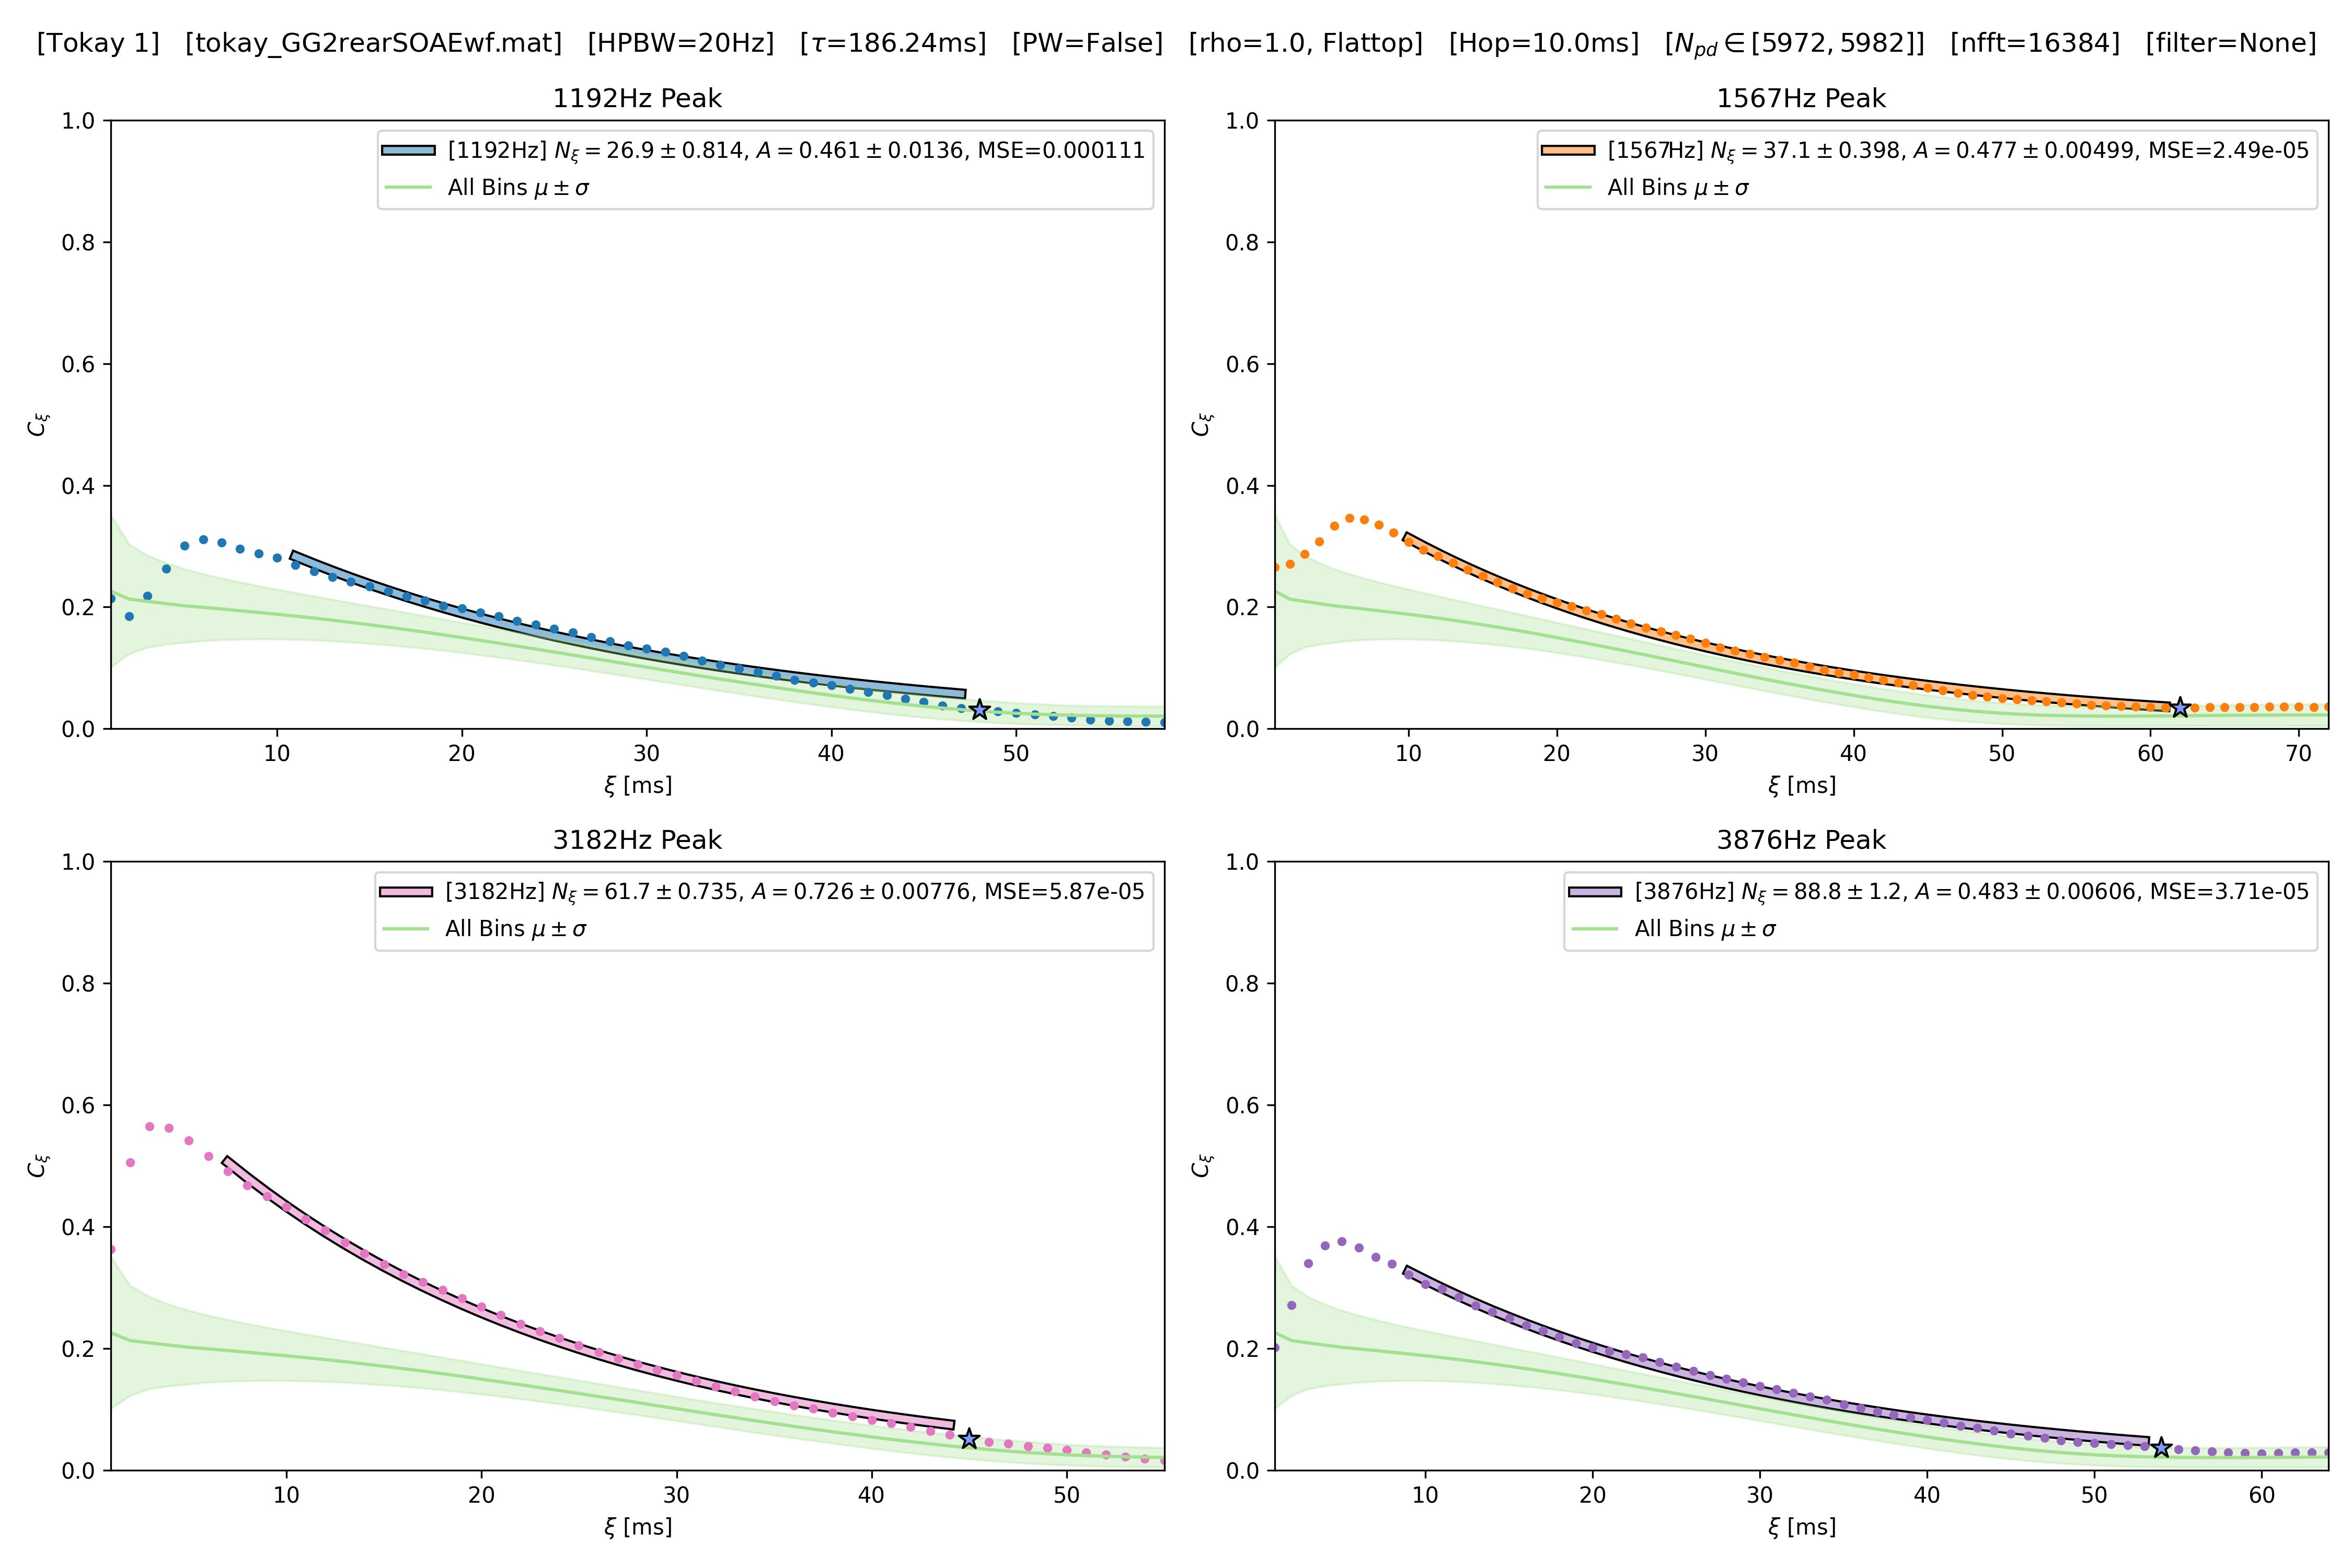 [Tokay 1] [tokay_GG2rearSOAEwf.mat] [HPBW=20Hz] [τ=186.24ms] [PW=False] [rho=1.0, Flattop] [Hop=10.0ms] [N_pd ∈ [5972, 5982]] [nfft=16384] [filter=None]
1192Hz Peak
[1192Hz] N_ξ = 26.9 ± 0.814, A = 0.461 ± 0.0136, MSE=0.000111
All Bins μ ± σ
1.0
0.8
0.6
0.4
0.2
0.0
C_ξ
10 20 30 40 50
ξ [ms]
1567Hz Peak
[1567Hz] N_ξ = 37.1 ± 0.398, A = 0.477 ± 0.00499, MSE=2.49e-05
All Bins μ ± σ
1.0
0.8
0.6
0.4
0.2
0.0
C_ξ
10 20 30 40 50 60 70
ξ [ms]
3182Hz Peak
[3182Hz] N_ξ = 61.7 ± 0.735, A = 0.726 ± 0.00776, MSE=5.87e-05
All Bins μ ± σ
1.0
0.8
0.6
0.4
0.2
0.0
C_ξ
10 20 30 40 50
ξ [ms]
3876Hz Peak
[3876Hz] N_ξ = 88.8 ± 1.2, A = 0.483 ± 0.00606, MSE=3.71e-05
All Bins μ ± σ
1.0
0.8
0.6
0.4
0.2
0.0
C_ξ
10 20 30 40 50 60
ξ [ms]